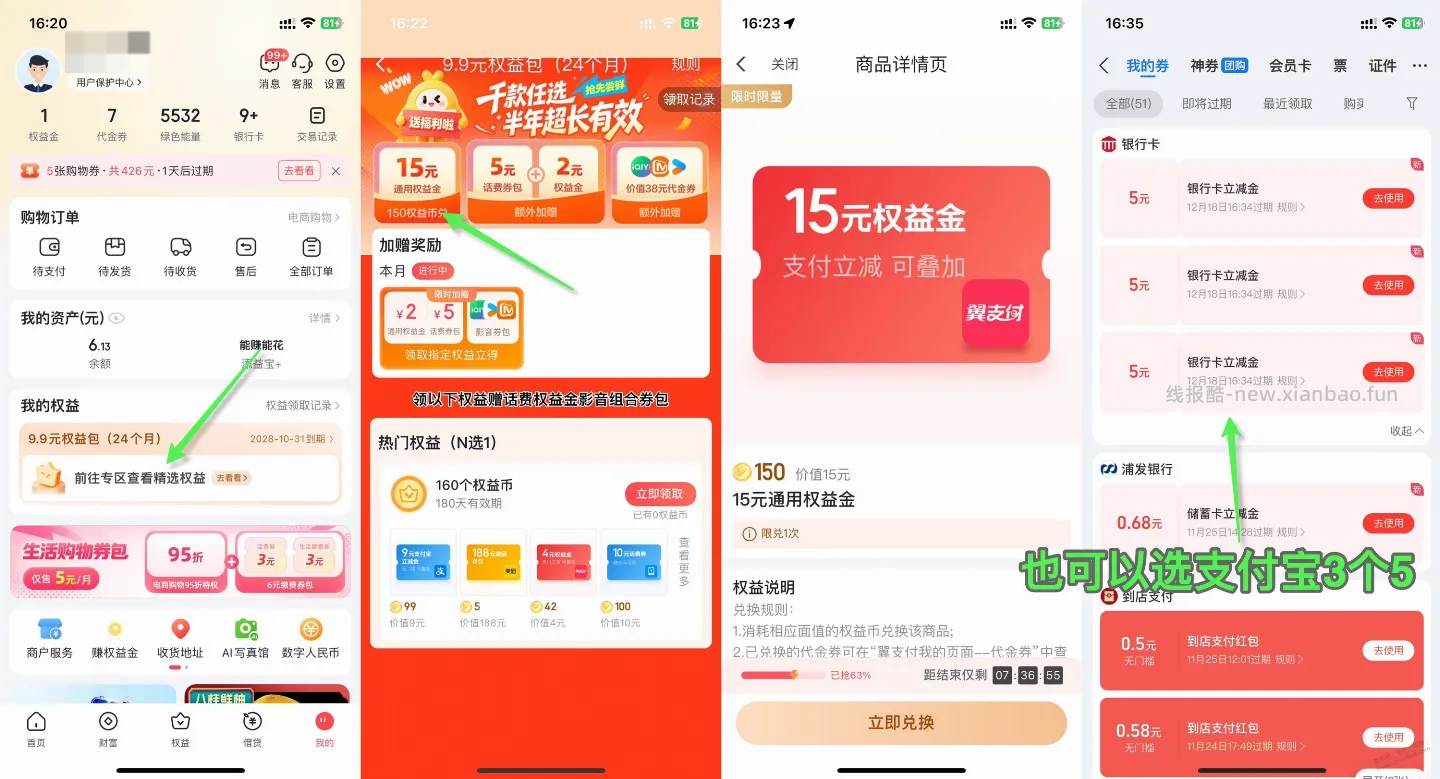 16:20
81
用户保护中心 >
99+
消息
客服
设置
1
7
5532
9+
权益金
代金券
绿色能量
银行卡
交易记录
5张购物券·共426元·1天后过期
去看看
购物订单
电商购物 >
待支付
待发货
待收货
售后
全部订单
我的资产(元)
详情 >
6.13
余额
能赚能花
添益宝+
我的权益
权益领取记录 >
9.9元权益包（24个月）
2028-10-31到期 >
前往专区查看精选权益
去看看>
生活购物券包
仅售 5元/月
95折
电商购物95折特权
3元
3元
6元缴费券包
商户服务
赚权益金
收货地址
AI写真馆
数字人民币
首页
财富
权益
借贷
我的
16:22
81
9.9元权益包（24个月）
规则
WOW
千款任选
抢先尝鲜
半年超长有效
送福利啦
领取记录
15元
通用权益金
150权益币兑
5元
话费券包
2元
权益金
额外加赠
价值38元代金券
额外加赠
加赠奖励
本月
进行中
限时加赠
¥2
通用权益金
¥5
话费券包
影音券包
领取指定权益立得
领以下权益赠话费权益金影音组合券包
热门权益（N选1）
160个权益币
180天有效期
立即领取
已有0权益币
9元支付宝
立减金
188元
券包
4元权益金
10元话费券
查看更多
99
价值9元
5
价值188元
42
价值4元
100
价值10元
16:23
81
关闭
商品详情页
限时限量
15元权益金
支付立减 可叠加
翼支付
150 价值15元
15元通用权益金
限兑1次
权益说明
兑换规则：
1.消耗相应面值的权益币兑换该商品;
2.已兑换的代金券可在“翼支付我的页面--代金券”中查
已抢63%
距结束仅剩 07:36:55
立即兑换
16:35
81
我的券
神券
团购
会员卡
票
证件
全部(51)
即将过期
最近领取
银行卡
新
5元
银行卡立减金
12月18日16:34过期 规则 >
去使用
新
5元
银行卡立减金
12月18日16:34过期 规则 >
去使用
新
5元
银行卡立减金
12月18日16:34过期 规则 >
去使用
线报酷-new.xianbao.fun
收起
浦发银行
新
0.68元
储蓄卡立减金
11月25日14:28过期 规则 >
去使用
也可以选支付宝3个5
到店支付
0.5元
无门槛
到店支付红包
11月25日12:01过期 规则 >
去使用
0.58元
无门槛
到店支付红包
11月24日17:49过期 规则 >
去使用